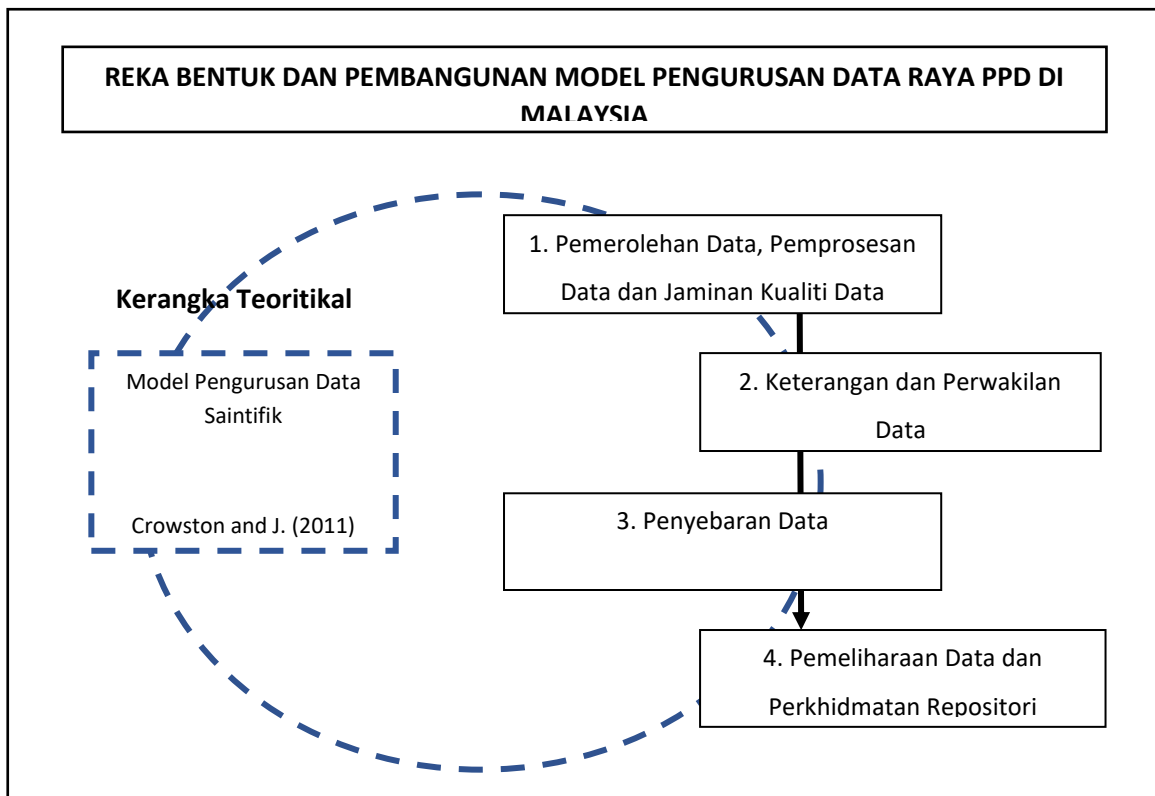 REKA BENTUK DAN PEMBANGUNAN MODEL PENGURUSAN DATA RAYA PPD DI
MALAYSIA
Kerangka Teoritikal
Model Pengurusan Data
Saintifik
Crowston and J. (2011)
1. Pemerolehan Data, Pemprosesan
Data dan Jaminan Kualiti Data
2. Keterangan dan Perwakilan
Data
3. Penyebaran Data
4. Pemeliharaan Data dan
Perkhidmatan Repositori